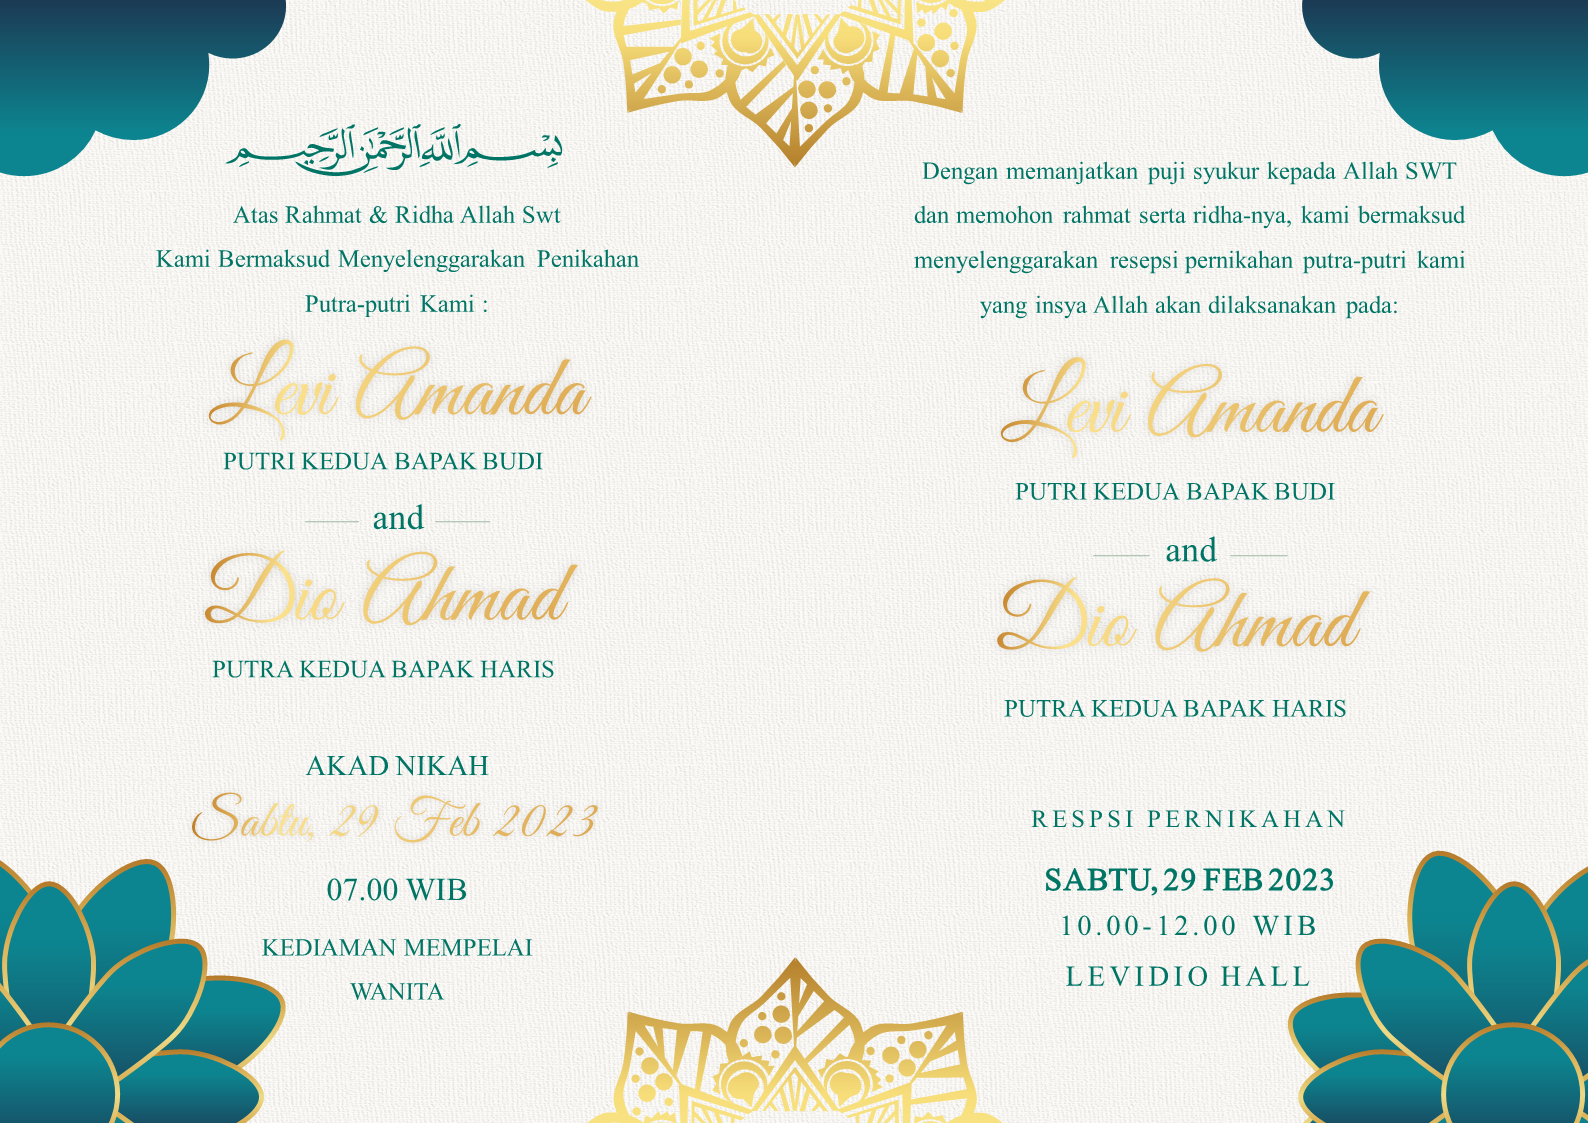 بِسْمِ اللَّهِ الرَّحْمَٰنِ الرَّحِيمِ
Atas Rahmat & Ridha Allah Swt
Kami Bermaksud Menyelenggarakan Penikahan
Putra-putri Kami :
Levi Amanda
PUTRI KEDUA BAPAK BUDI
and
Dio Ahmad
PUTRA KEDUA BAPAK HARIS
AKAD NIKAH
Sabtu, 29 Feb 2023
07.00 WIB
KEDIAMAN MEMPELAI
WANITA
Dengan memanjatkan puji syukur kepada Allah SWT
dan memohon rahmat serta ridha-nya, kami bermaksud
menyelenggarakan resepsi pernikahan putra-putri kami
yang insya Allah akan dilaksanakan pada:
Levi Amanda
PUTRI KEDUA BAPAK BUDI
and
Dio Ahmad
PUTRA KEDUA BAPAK HARIS
RESPSI PERNIKAHAN
SABTU, 29 FEB 2023
10.00-12.00 WIB
LEVIDIO HALL